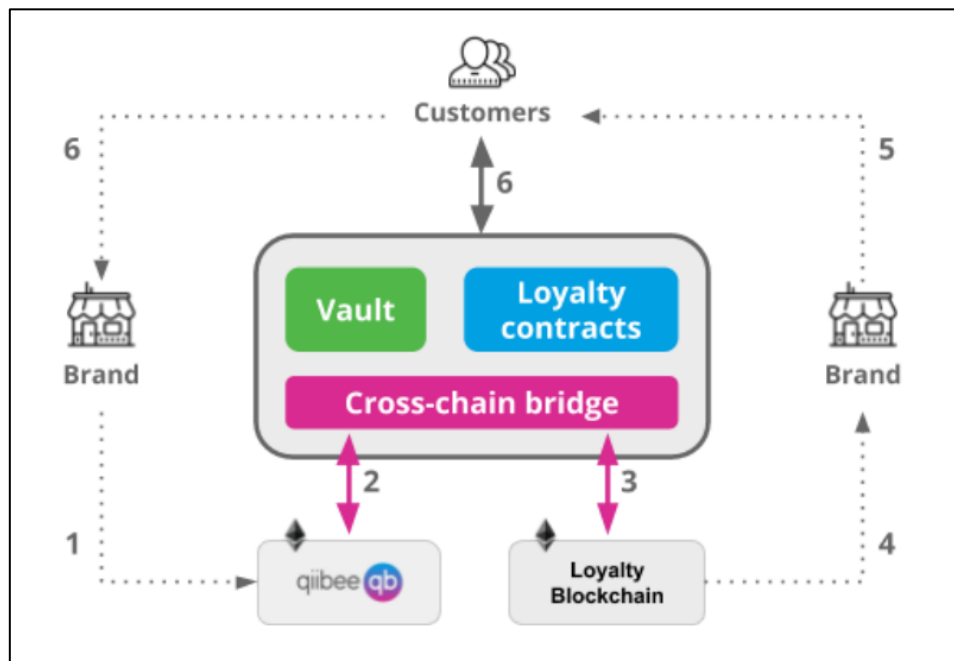 Customers
6
5
6
Vault
Loyalty
contracts
Brand
Brand
Cross-chain bridge
2
3
1
4
qiibee qb
Loyalty
Blockchain